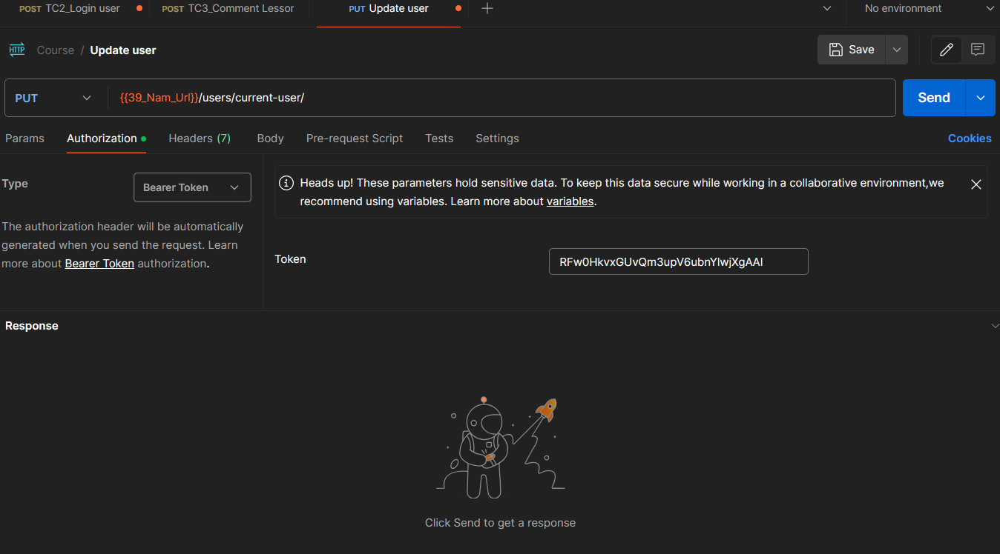 POST TC2_Login user POST TC3_Comment Lessor PUT Update user No environment
HTTP Course / Update user Save
PUT {{39_Nam_Url}}/users/current-user/ Send
Params Authorization Headers (7) Body Pre-request Script Tests Settings Cookies
Type Bearer Token
The authorization header will be automatically
generated when you send the request. Learn
more about Bearer Token authorization.
Heads up! These parameters hold sensitive data. To keep this data secure while working in a collaborative environment,we
recommend using variables. Learn more about variables.
Token RFw0HkvxGUvQm3upV6ubnYlwjXgAAl
Response
Click Send to get a response